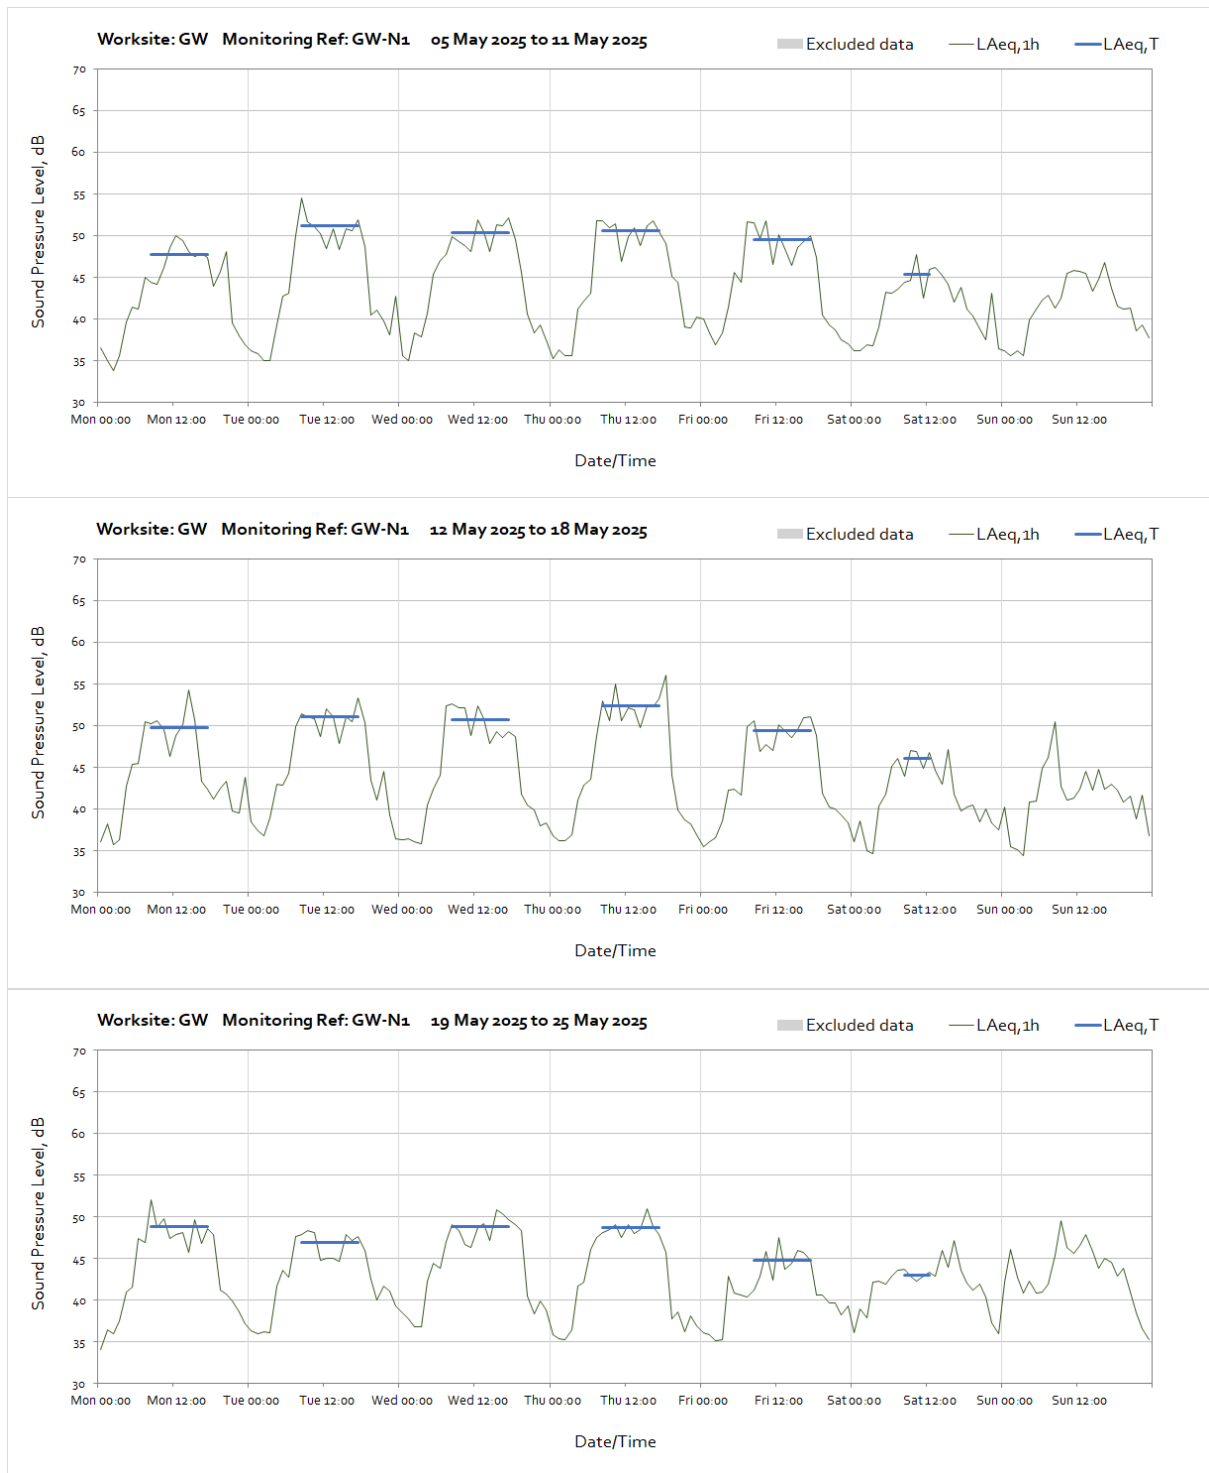 Worksite: GW Monitoring Ref: GW-N1 05 May 2025 to 11 May 2025
Excluded data LAeq,1h LAeq,T
Sound Pressure Level, dB
70
65
60
55
50
45
40
35
30
Mon 00:00 Mon 12:00 Tue 00:00 Tue 12:00 Wed 00:00 Wed 12:00 Thu 00:00 Thu 12:00 Fri 00:00 Fri 12:00 Sat 00:00 Sat 12:00 Sun 00:00 Sun 12:00
Date/Time
Worksite: GW Monitoring Ref: GW-N1 12 May 2025 to 18 May 2025
Excluded data LAeq,1h LAeq,T
Sound Pressure Level, dB
70
65
60
55
50
45
40
35
30
Mon 00:00 Mon 12:00 Tue 00:00 Tue 12:00 Wed 00:00 Wed 12:00 Thu 00:00 Thu 12:00 Fri 00:00 Fri 12:00 Sat 00:00 Sat 12:00 Sun 00:00 Sun 12:00
Date/Time
Worksite: GW Monitoring Ref: GW-N1 19 May 2025 to 25 May 2025
Excluded data LAeq,1h LAeq,T
Sound Pressure Level, dB
70
65
60
55
50
45
40
35
30
Mon 00:00 Mon 12:00 Tue 00:00 Tue 12:00 Wed 00:00 Wed 12:00 Thu 00:00 Thu 12:00 Fri 00:00 Fri 12:00 Sat 00:00 Sat 12:00 Sun 00:00 Sun 12:00
Date/Time